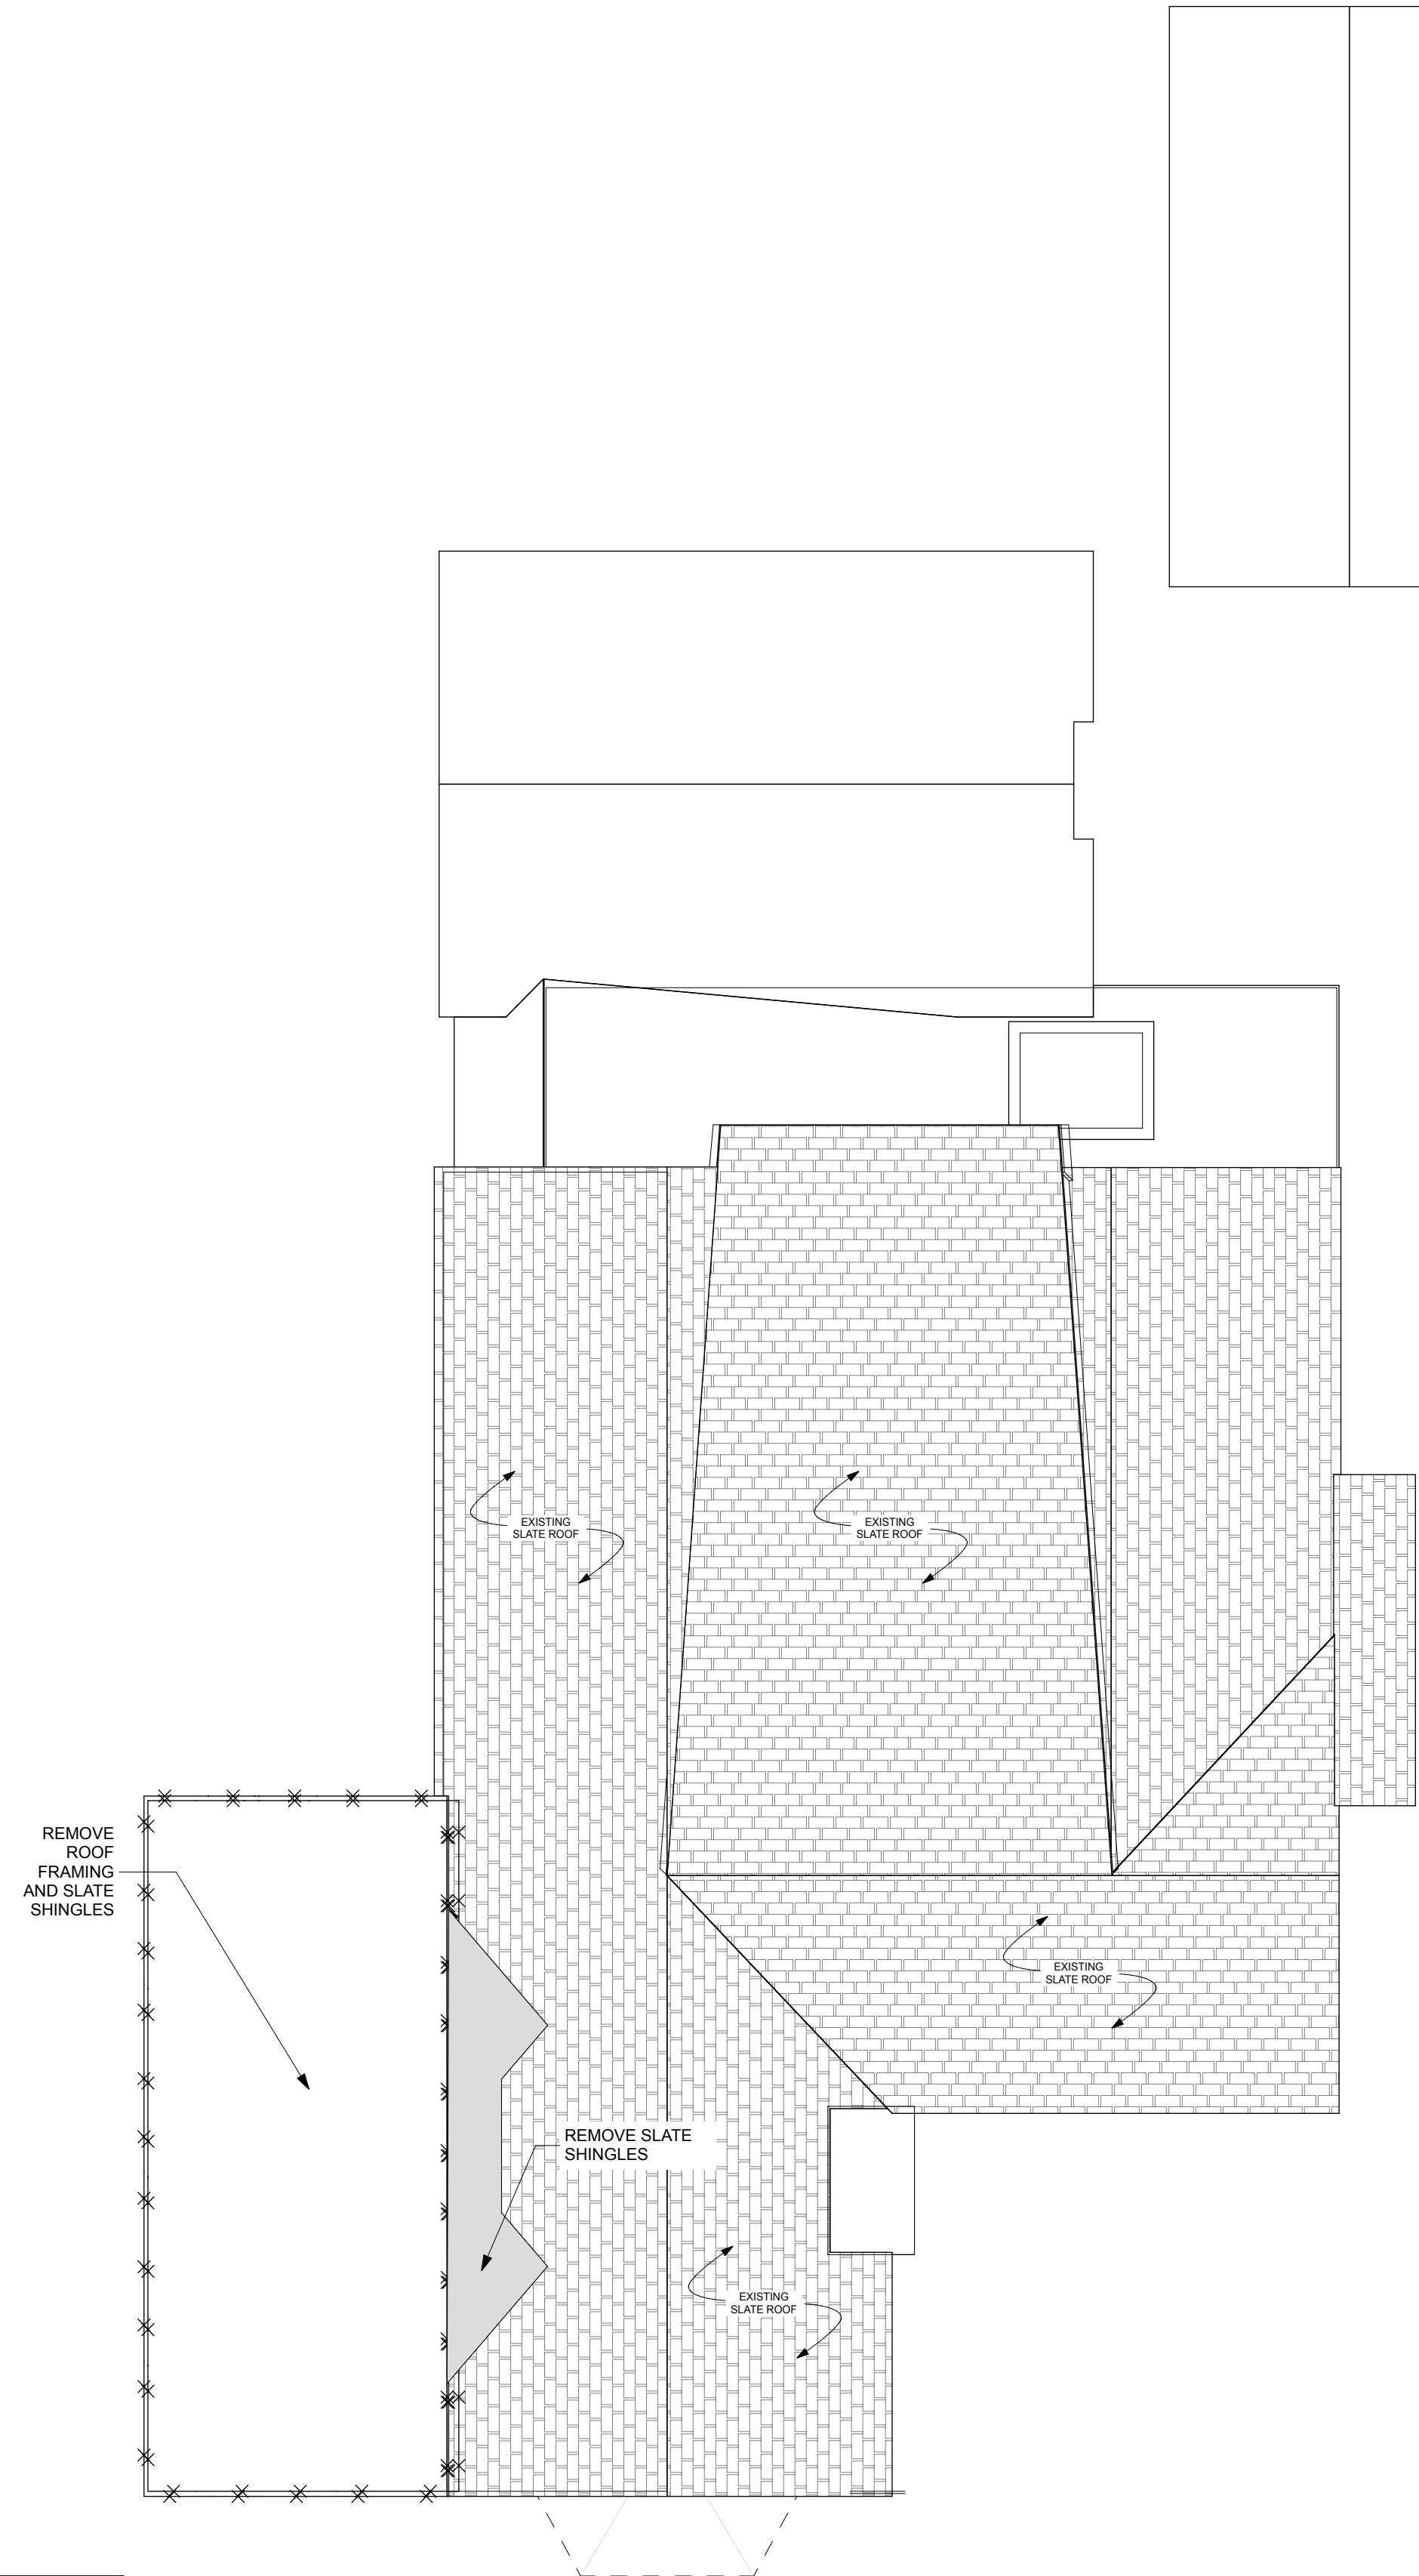 EXISTING
SLATE ROOF
EXISTING
SLATE ROOF
REMOVE
ROOF
FRAMING
AND SLATE
SHINGLES
EXISTING
SLATE ROOF
REMOVE SLATE
SHINGLES
EXISTING
SLATE ROOF